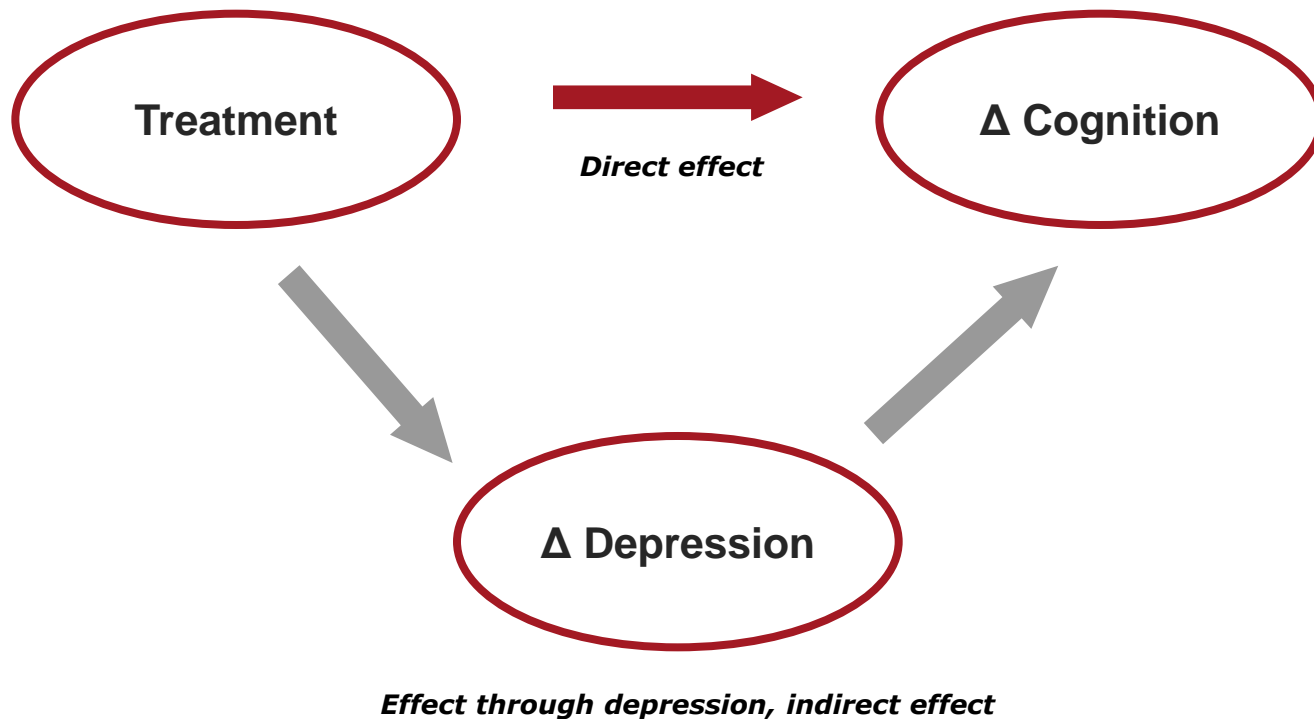 Treatment
Δ Cognition
Direct effect
Δ Depression
Effect through depression, indirect effect